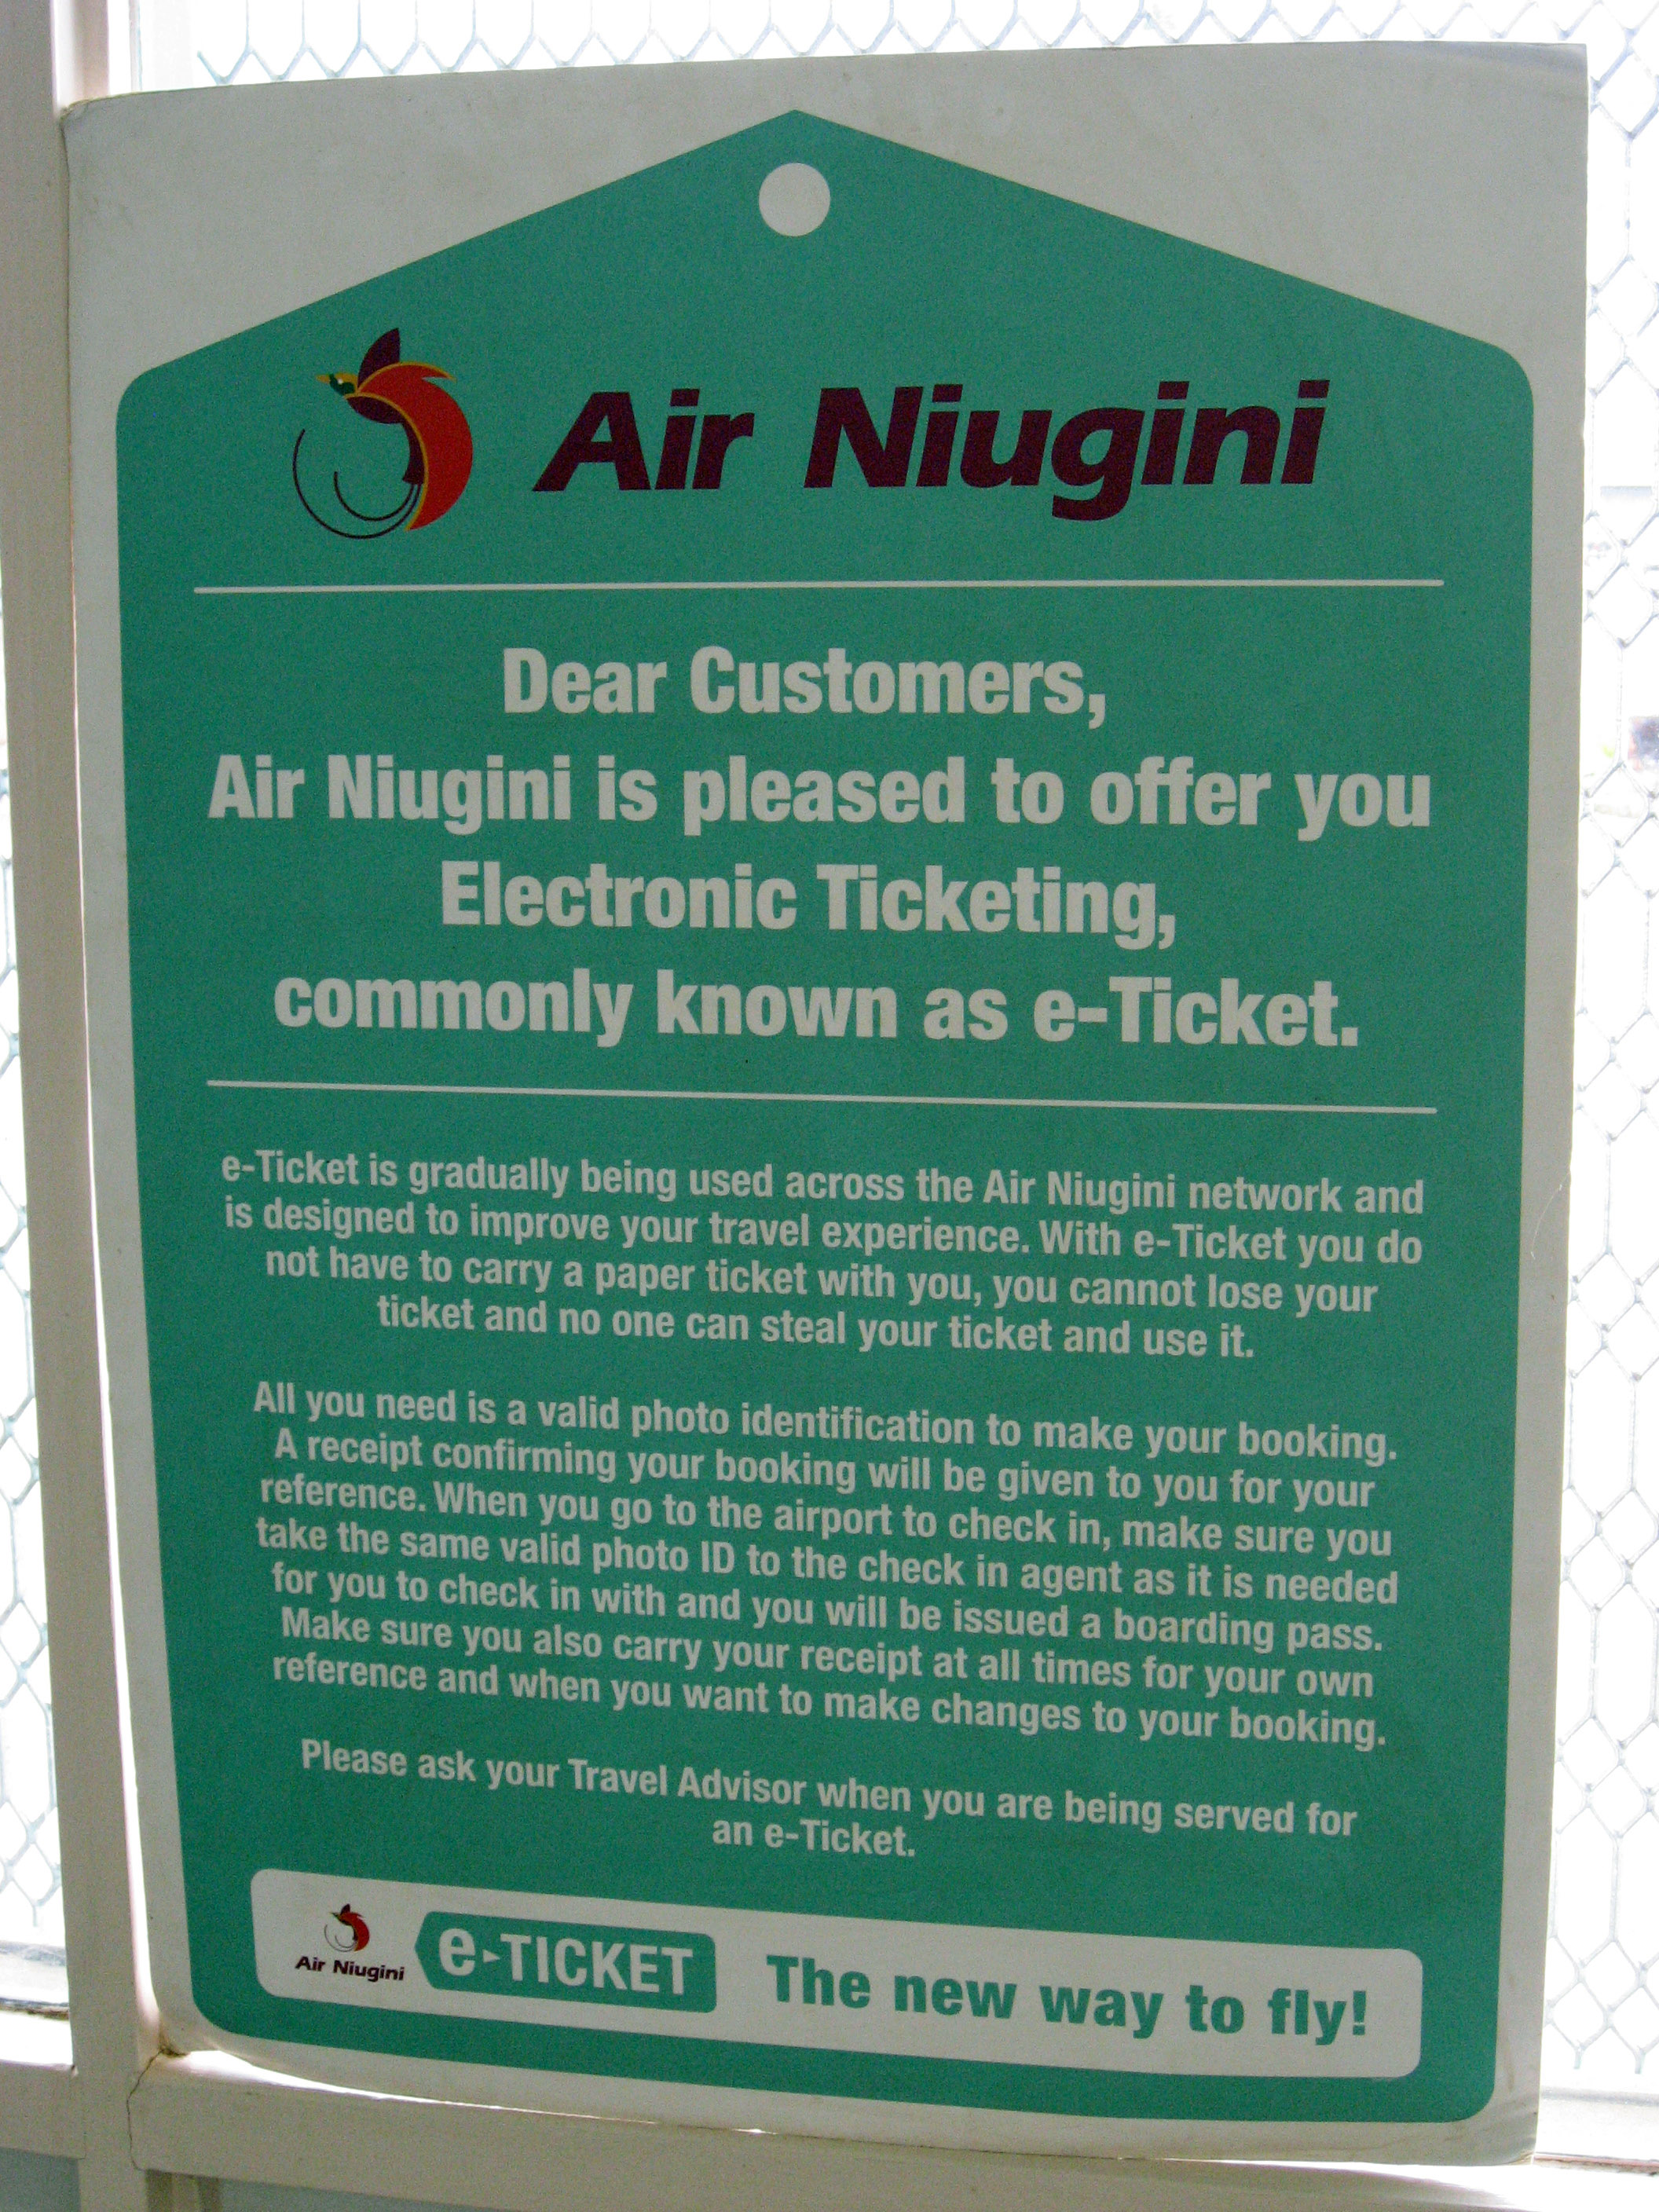 Air Niugini
Dear Customers,
Air Niugini is pleased to offer you
Electronic Ticketing,
commonly known as e-Ticket.
e-Ticket is gradually being used across the Air Niugini network and
is designed to improve your travel experience. With e-Ticket you do
not have to carry a paper ticket with you, you cannot lose your
ticket and no one can steal your ticket and use it.
All you need is a valid photo identification to make your booking.
A receipt confirming your booking will be given to you for your
reference. When you go to the airport to check in, make sure you
take the same valid photo ID to the check in agent as it is needed
for you to check in with and you will be issued a boarding pass.
Make sure you also carry your receipt at all times for your own
reference and when you want to make changes to your booking.
Please ask your Travel Advisor when you are being served for
an e-Ticket.
Air Niugini e-TICKET The new way to fly!